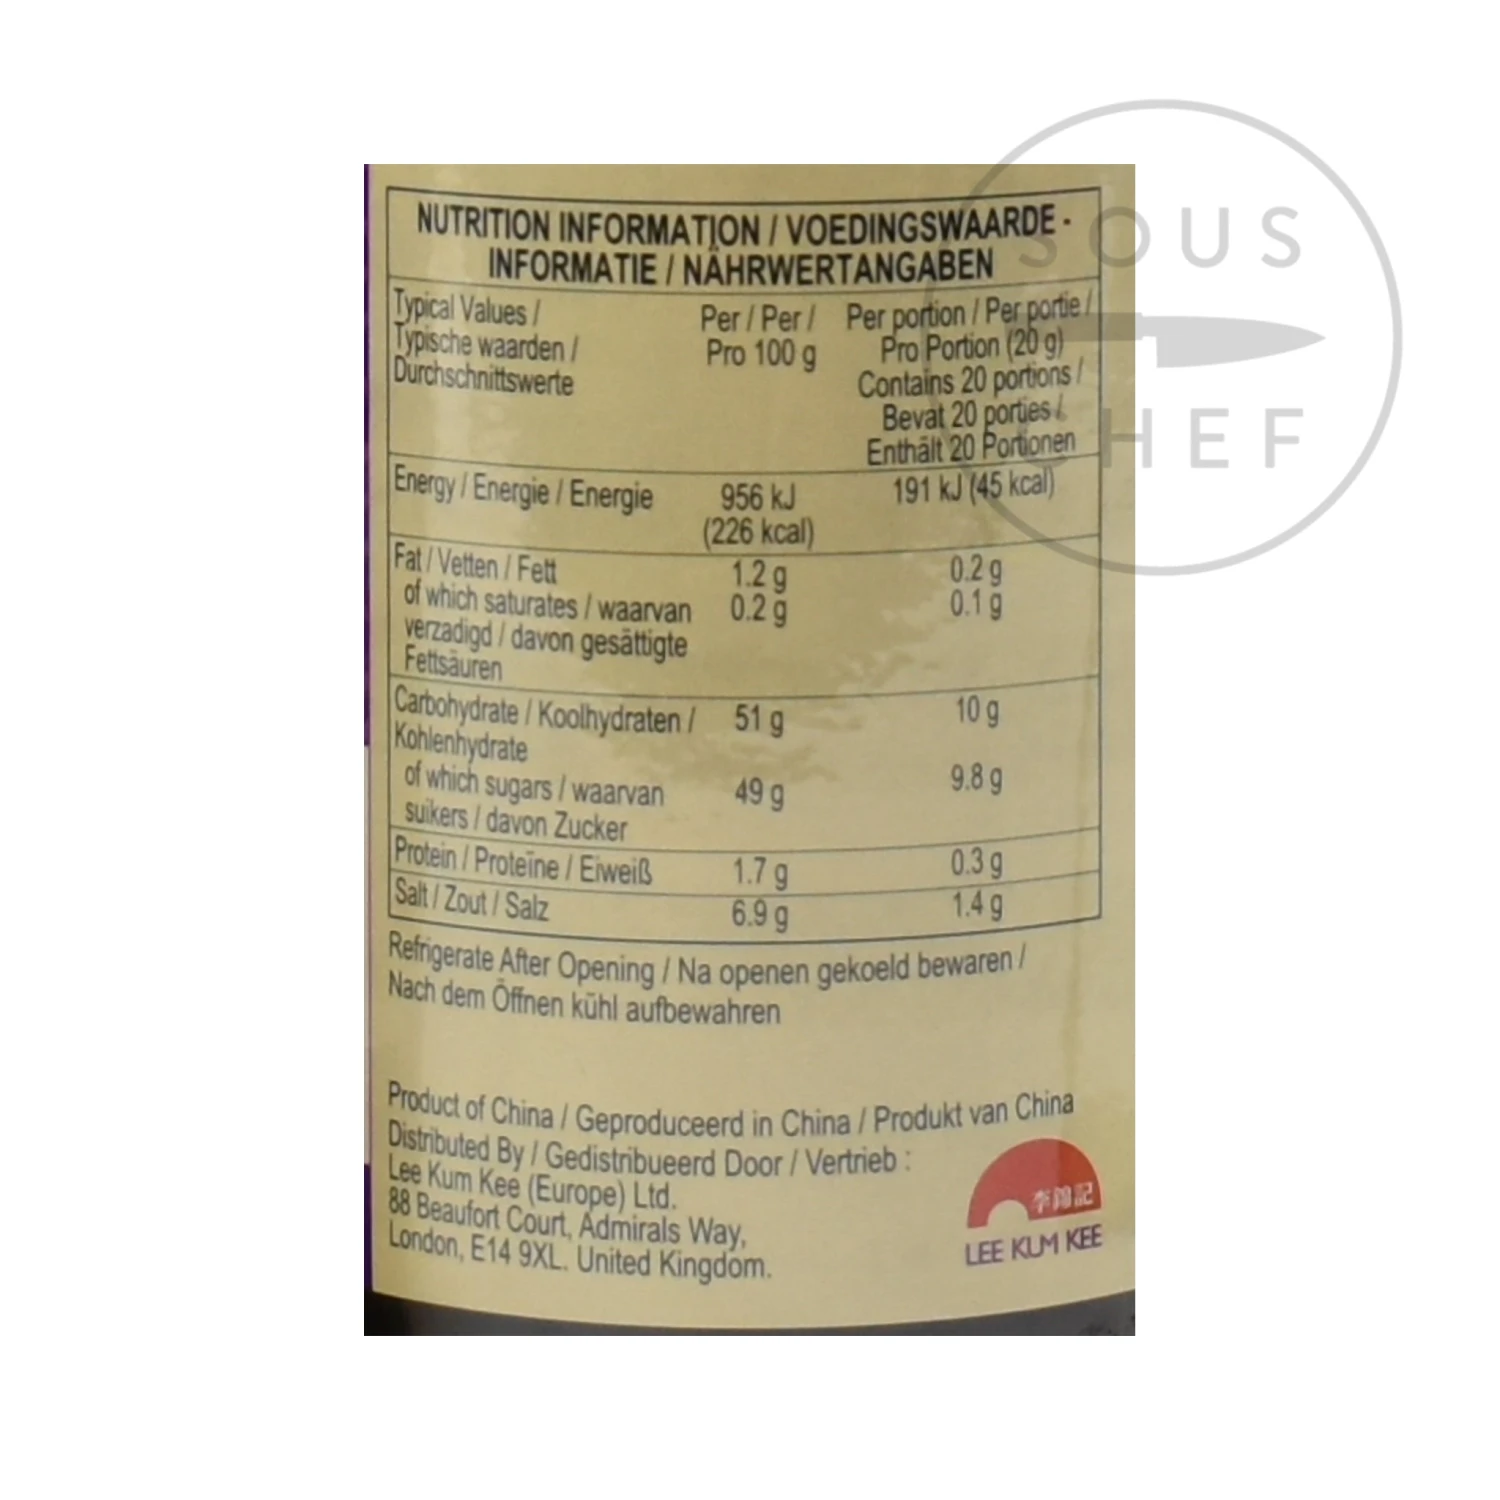 SOUS
CHEF
NUTRITION INFORMATION / VOEDINGSWAARDE -
INFORMATIE / NÄHRWERTANGABEN
Typical Values /
Typische waarden /
Durchschnittswerte
Per / Per /
Pro 100 g
Per portion / Per portie /
Pro Portion (20 g)
Contains 20 portions /
Bevat 20 porties /
Enthält 20 Portionen
Energy / Energie / Energie 956 kJ 191 kJ (45 kcal)
(226 kcal)
Fat / Vetten / Fett 1.2 g 0.2 g
of which saturates / waarvan 0.2 g 0.1 g
verzadigd / davon gesättigte
Fettsäuren
Carbohydrate / Koolhydraten / 51 g 10 g
Kohlenhydrate
of which sugars / waarvan 49 g 9.8 g
suikers / davon Zucker
Protein / Proteïne / Eiweiß 1.7 g 0.3 g
Salt / Zout / Salz 6.9 g 1.4 g
Refrigerate After Opening / Na openen gekoeld bewaren /
Nach dem Öffnen kühl aufbewahren
Product of China / Geproduceerd in China / Produkt van China
Distributed By / Gedistribueerd Door / Vertrieb :
Lee Kum Kee (Europe) Ltd.
88 Beaufort Court, Admirals Way,
London, E14 9XL. United Kingdom.
李錦記
LEE KUM KEE